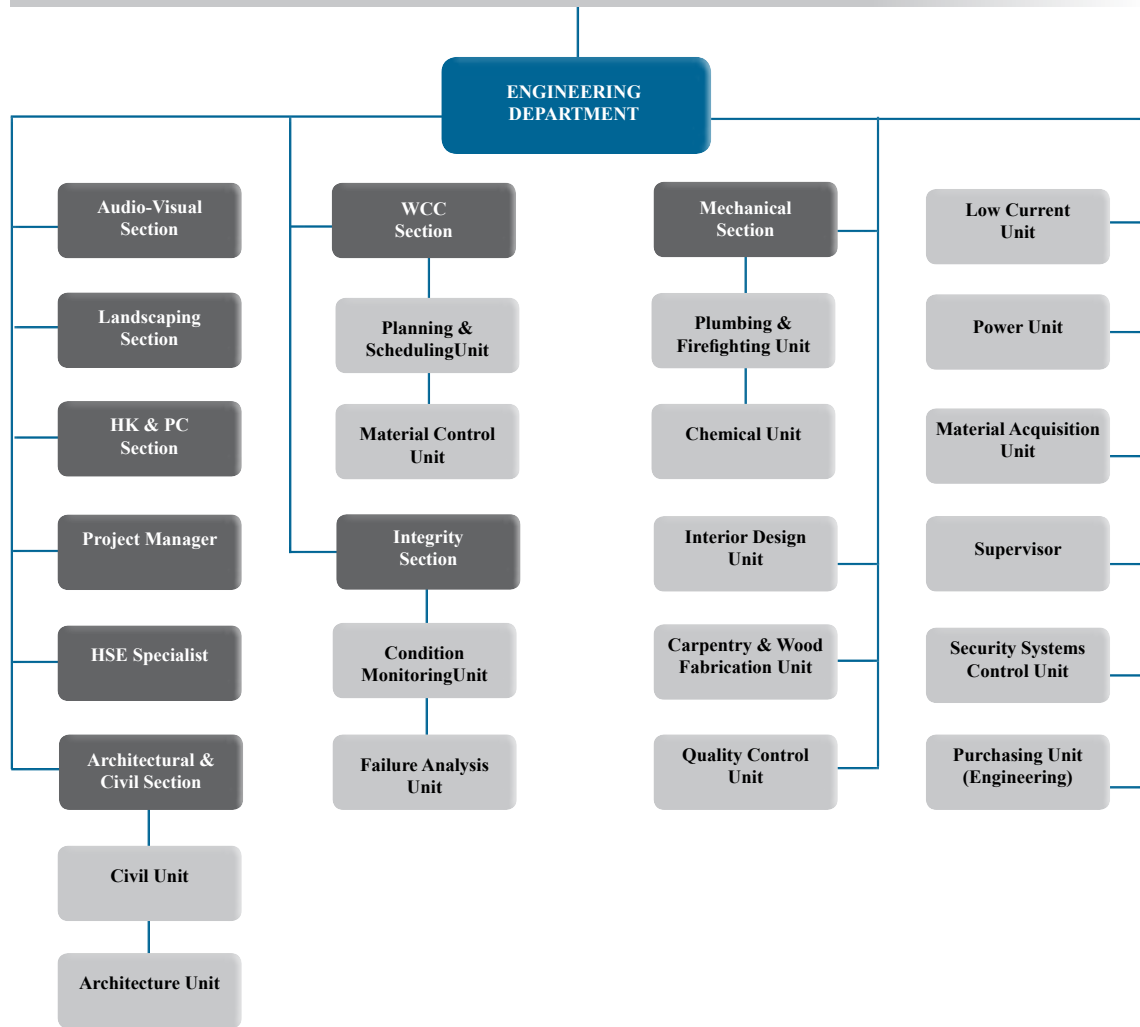 ENGINEERING
DEPARTMENT
Audio-Visual
Section
Landscaping
Section
HK & PC
Section
Project Manager
HSE Specialist
Architectural &
Civil Section
Civil Unit
Architecture Unit
WCC
Section
Planning &
SchedulingUnit
Material Control
Unit
Integrity
Section
Condition
MonitoringUnit
Failure Analysis
Unit
Mechanical
Section
Plumbing &
Firefighting Unit
Chemical Unit
Interior Design
Unit
Carpentry & Wood
Fabrication Unit
Quality Control
Unit
Low Current
Unit
Power Unit
Material Acquisition
Unit
Supervisor
Security Systems
Control Unit
Purchasing Unit
(Engineering)